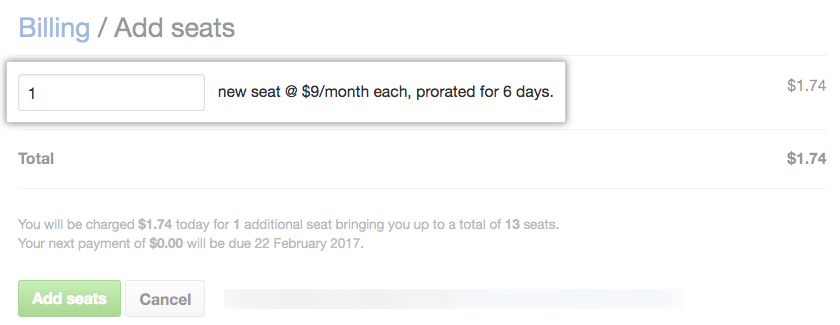 Billing / Add seats
1 new seat @ $9/month each, prorated for 6 days. $1.74
Total $1.74
You will be charged $1.74 today for 1 additional seat bringing you up to a total of 13 seats.
Your next payment of $0.00 will be due 22 February 2017.
Add seats Cancel